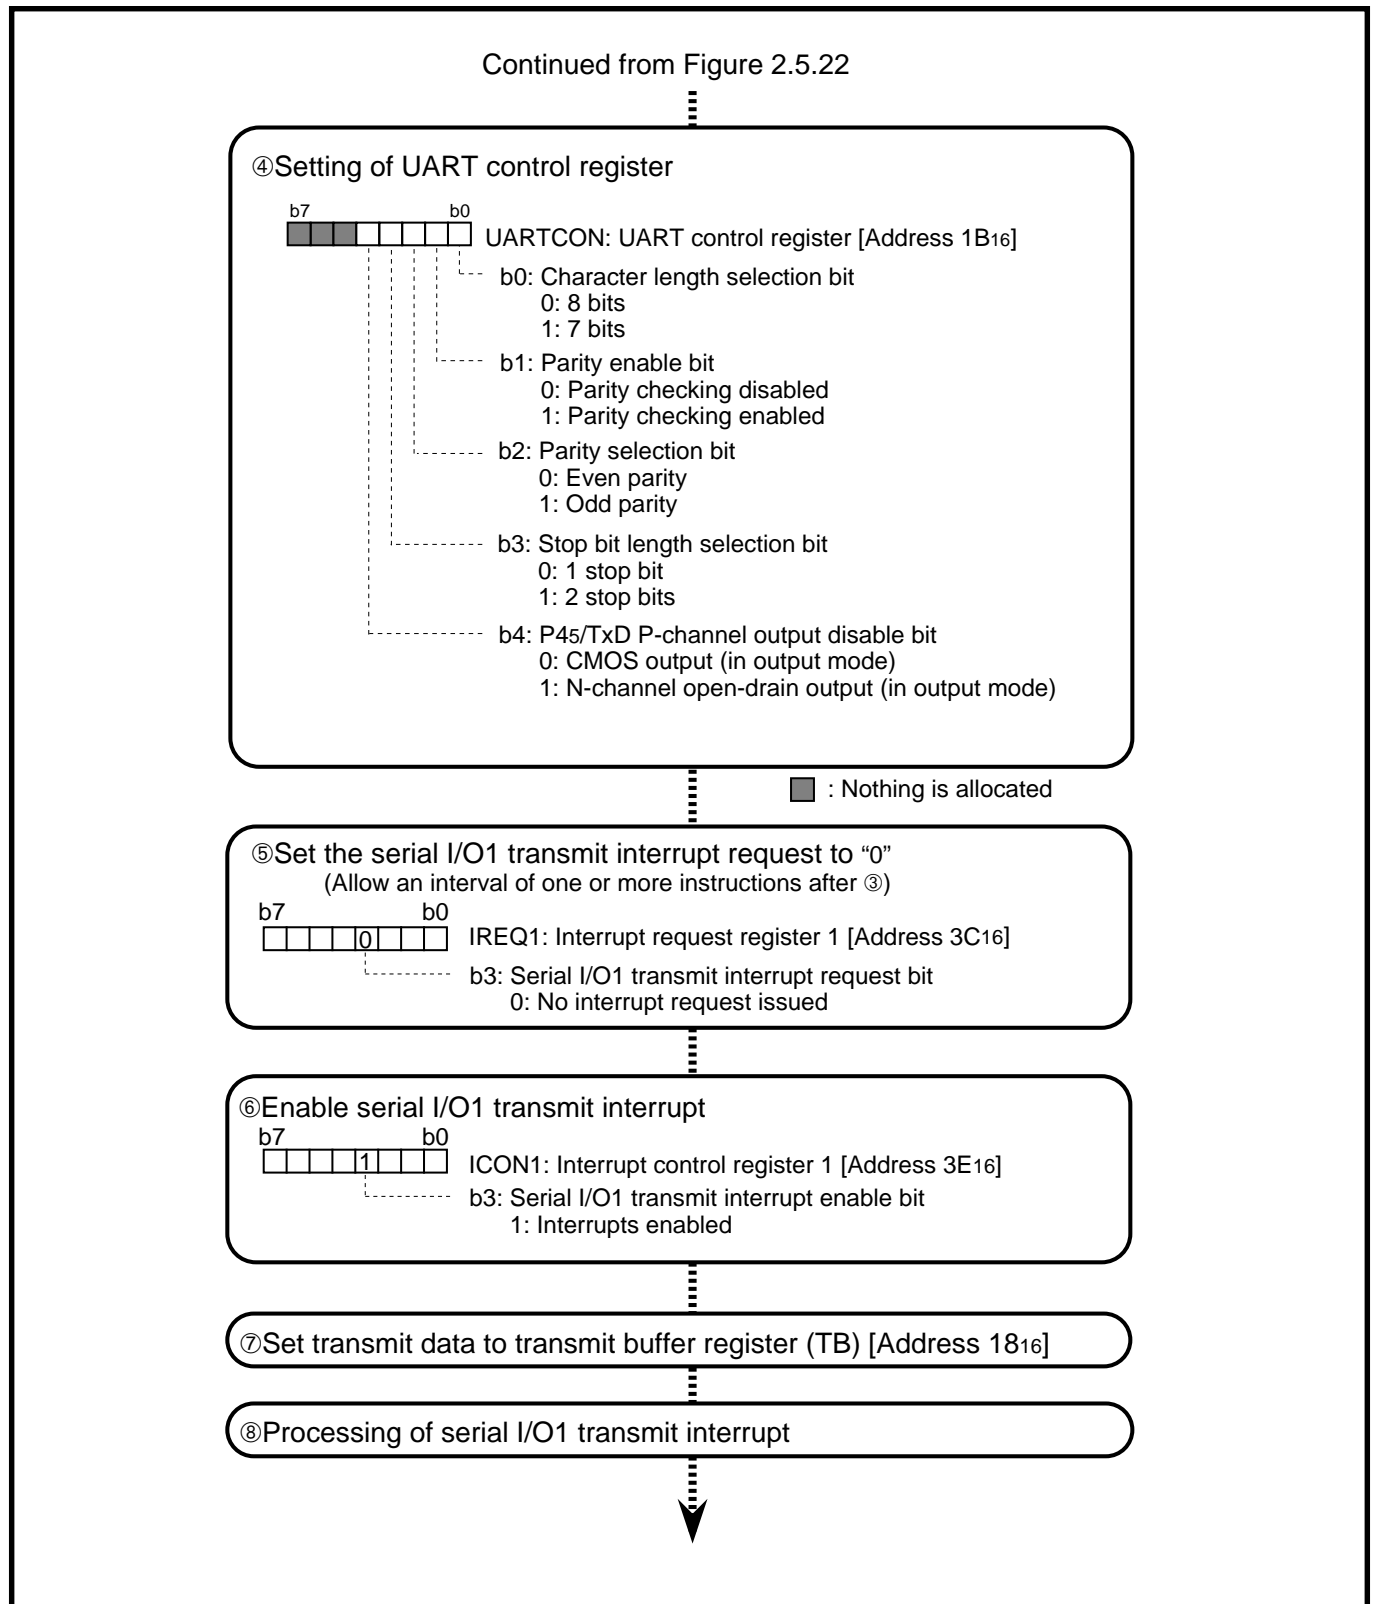 Continued from Figure 2.5.22
④Setting of UART control register
b7 b0
UARTCON: UART control register [Address 1B16]
b0: Character length selection bit
0: 8 bits
1: 7 bits
b1: Parity enable bit
0: Parity checking disabled
1: Parity checking enabled
b2: Parity selection bit
0: Even parity
1: Odd parity
b3: Stop bit length selection bit
0: 1 stop bit
1: 2 stop bits
b4: P45/TxD P-channel output disable bit
0: CMOS output (in output mode)
1: N-channel open-drain output (in output mode)
: Nothing is allocated
⑤Set the serial I/O1 transmit interrupt request to “0”
(Allow an interval of one or more instructions after ③)
b7 b0
0 IREQ1: Interrupt request register 1 [Address 3C16]
b3: Serial I/O1 transmit interrupt request bit
0: No interrupt request issued
⑥Enable serial I/O1 transmit interrupt
b7 b0
1 ICON1: Interrupt control register 1 [Address 3E16]
b3: Serial I/O1 transmit interrupt enable bit
1: Interrupts enabled
⑦Set transmit data to transmit buffer register (TB) [Address 1816]
⑧Processing of serial I/O1 transmit interrupt